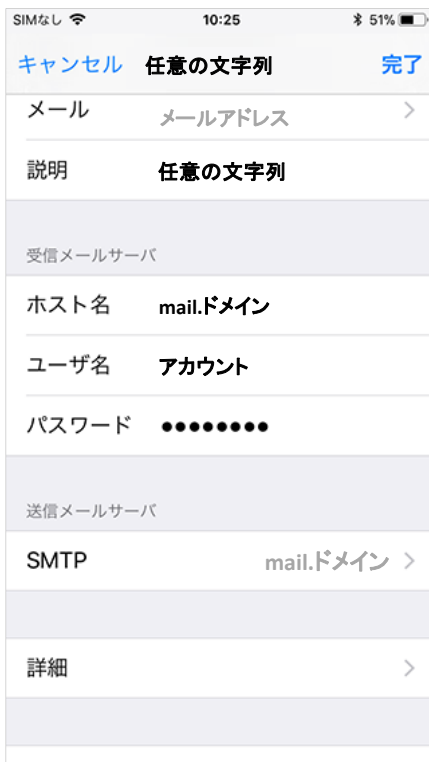 SIMなし 10:25 51%
キャンセル 任意の文字列 完了
メール メールアドレス
説明 任意の文字列
受信メールサーバ
ホスト名 mail.ドメイン
ユーザ名 アカウント
パスワード ●●●●●●●●
送信メールサーバ
SMTP mail.ドメイン
詳細